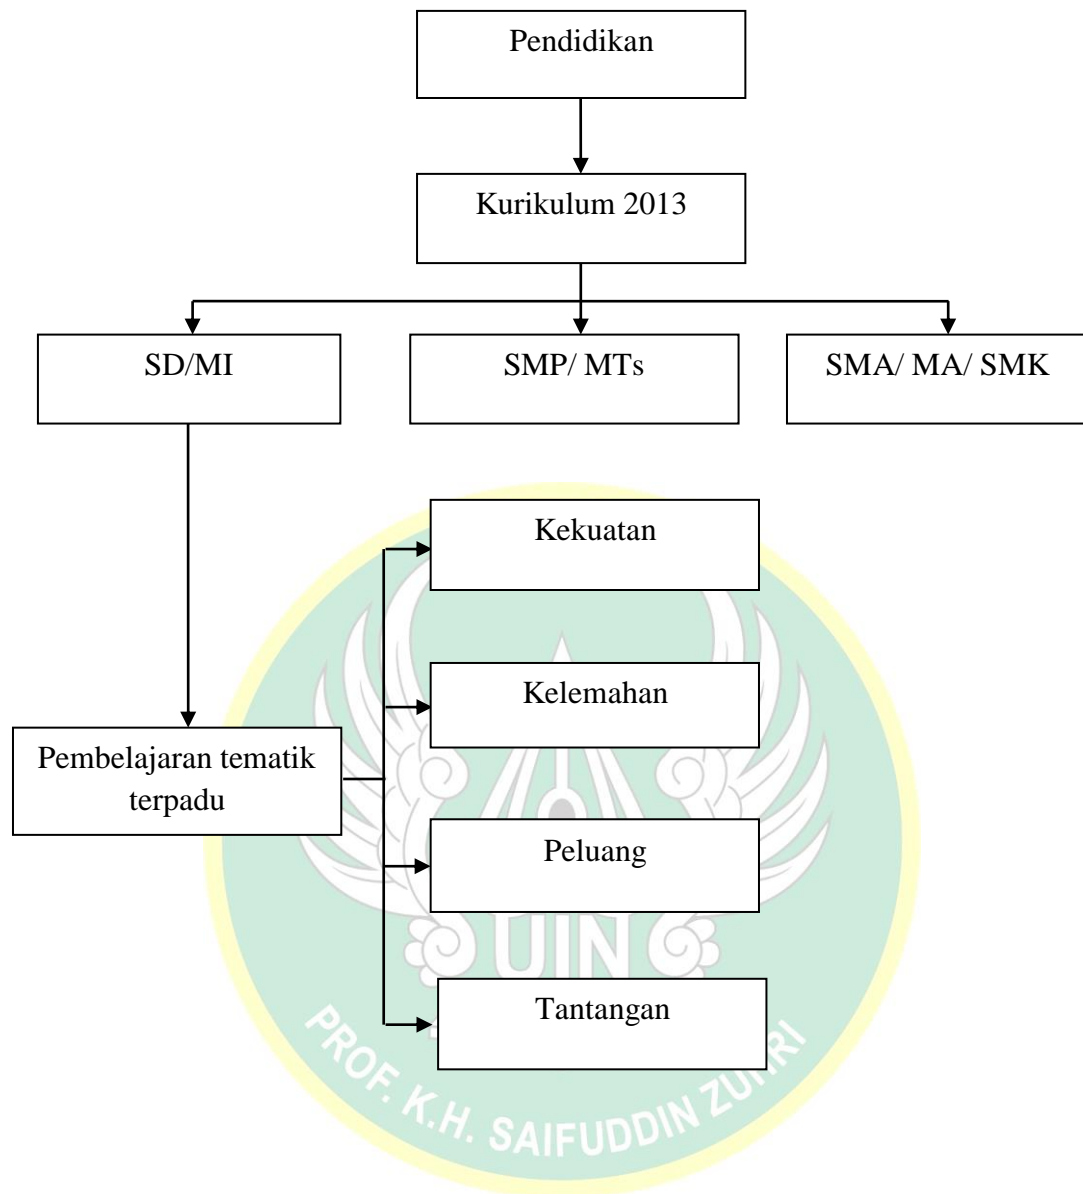 Pendidikan
Kurikulum 2013
SD/MI
SMP/ MTs
SMA/ MA/ SMK
Kekuatan
Kelemahan
Pembelajaran tematik
terpadu
Peluang
UIN
Tantangan
PROF. K.H. SAIFUDDIN ZUHRI